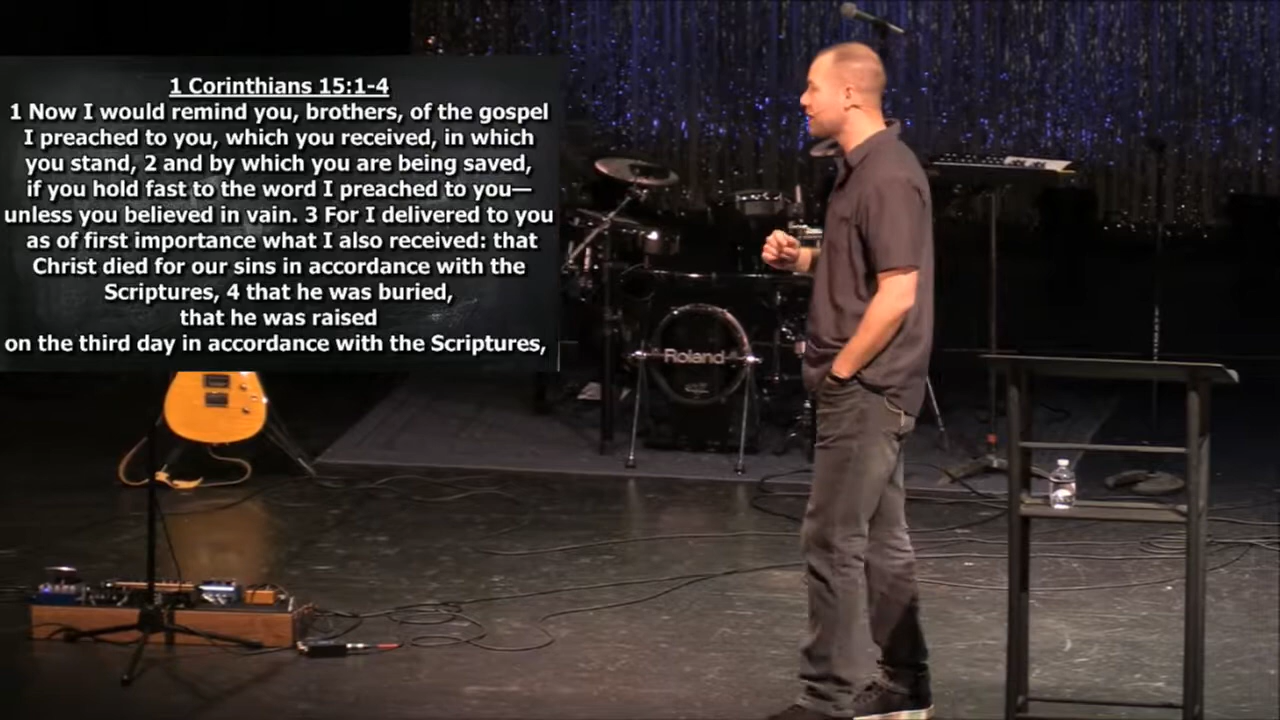 1 Corinthians 15:1-4
1 Now I would remind you, brothers, of the gospel
I preached to you, which you received, in which
you stand, 2 and by which you are being saved,
if you hold fast to the word I preached to you—
unless you believed in vain. 3 For I delivered to you
as of first importance what I also received: that
Christ died for our sins in accordance with the
Scriptures, 4 that he was buried,
that he was raised
on the third day in accordance with the Scriptures,
Roland